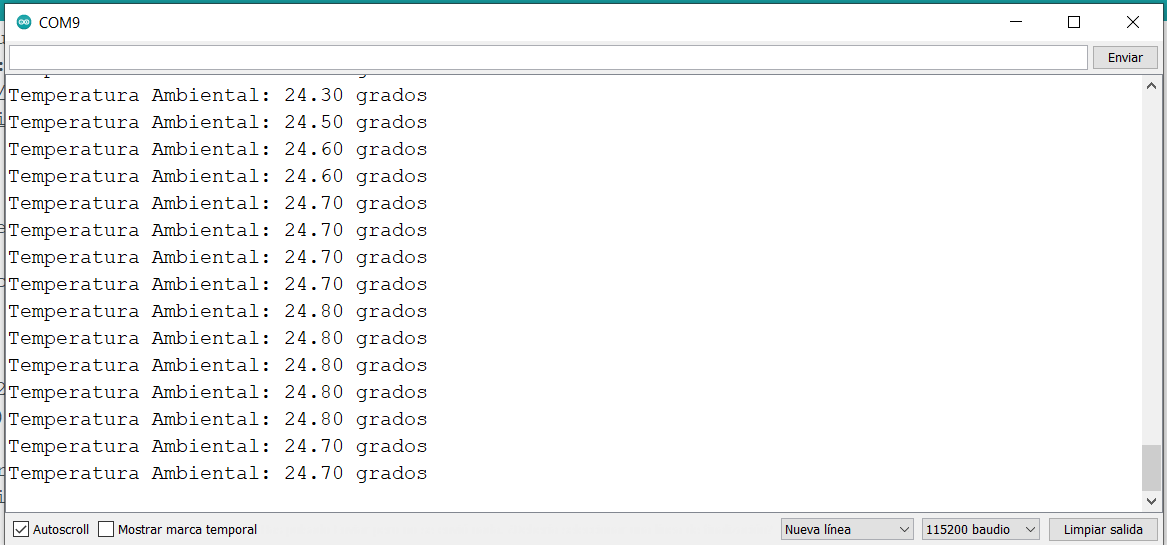 COM9
Enviar
Temperatura Ambiental: 24.30 grados
Temperatura Ambiental: 24.50 grados
Temperatura Ambiental: 24.60 grados
Temperatura Ambiental: 24.60 grados
Temperatura Ambiental: 24.70 grados
Temperatura Ambiental: 24.70 grados
Temperatura Ambiental: 24.70 grados
Temperatura Ambiental: 24.70 grados
Temperatura Ambiental: 24.80 grados
Temperatura Ambiental: 24.80 grados
Temperatura Ambiental: 24.80 grados
Temperatura Ambiental: 24.80 grados
Temperatura Ambiental: 24.80 grados
Temperatura Ambiental: 24.70 grados
Temperatura Ambiental: 24.70 grados
Autoscroll Mostrar marca temporal Nueva línea 115200 baudio Limpiar salida